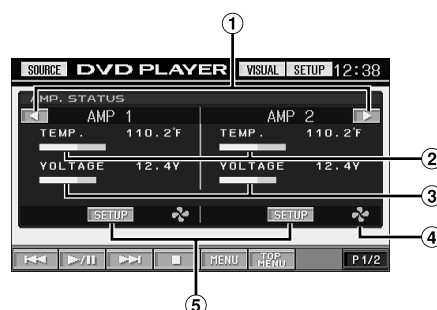 1
SOURCE DVD PLAYER VISUAL SETUP 12:38
AMP. STATUS
AMP 1 AMP 2
TEMP. 110.2°F TEMP. 110.2°F
2
VOLTAGE 12.4V VOLTAGE 12.4V
3
SETUP SETUP
4
MENU TOP MENU P 1/2
5